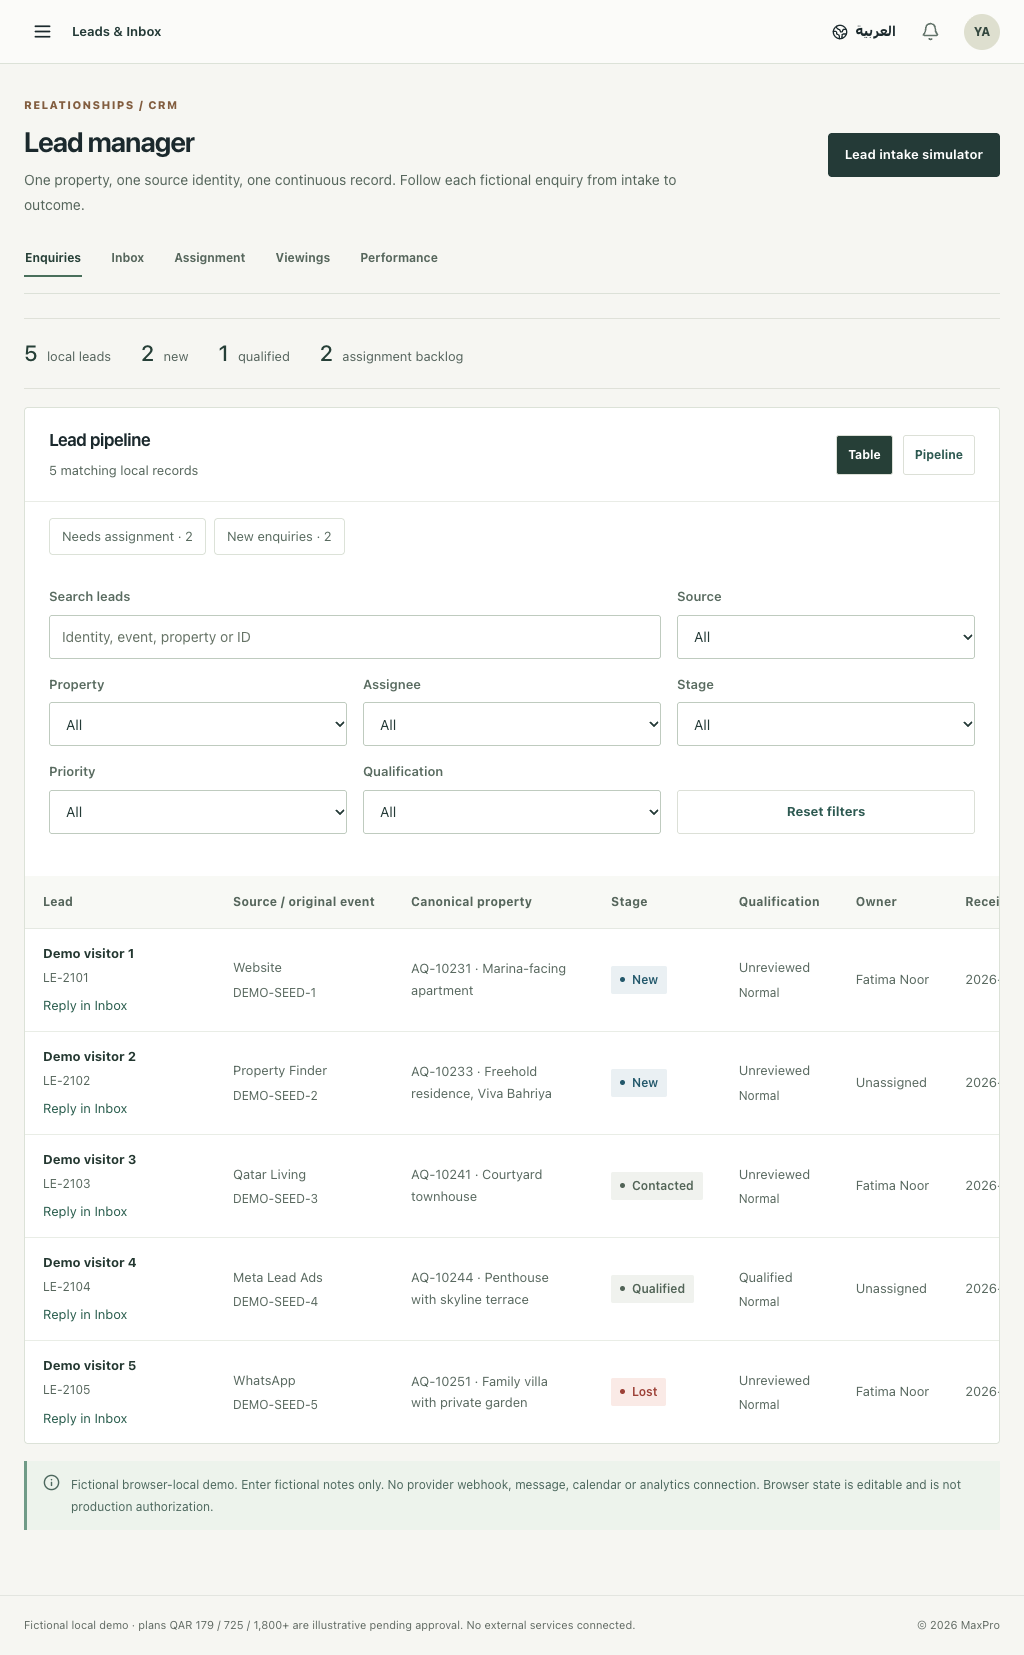 Leads & Inbox
العربية
YA
RELATIONSHIPS / CRM
Lead manager
Lead intake simulator
One property, one source identity, one continuous record. Follow each fictional enquiry from intake to
outcome.
Enquiries Inbox Assignment Viewings Performance
5 local leads 2 new 1 qualified 2 assignment backlog
Lead pipeline
5 matching local records
Table Pipeline
Needs assignment · 2 New enquiries · 2
Search leads Source
Identity, event, property or ID All
Property Assignee Stage
All All All
Priority Qualification
All All Reset filters
Lead Source / original event Canonical property Stage Qualification Owner Recei
Demo visitor 1
LE-2101
Reply in Inbox
Website
DEMO-SEED-1
AQ-10231 · Marina-facing
apartment
New
Unreviewed
Normal
Fatima Noor
2026-
Demo visitor 2
LE-2102
Reply in Inbox
Property Finder
DEMO-SEED-2
AQ-10233 · Freehold
residence, Viva Bahriya
New
Unreviewed
Normal
Unassigned
2026-
Demo visitor 3
LE-2103
Reply in Inbox
Qatar Living
DEMO-SEED-3
AQ-10241 · Courtyard
townhouse
Contacted
Unreviewed
Normal
Fatima Noor
2026-
Demo visitor 4
LE-2104
Reply in Inbox
Meta Lead Ads
DEMO-SEED-4
AQ-10244 · Penthouse
with skyline terrace
Qualified
Qualified
Normal
Unassigned
2026-
Demo visitor 5
LE-2105
Reply in Inbox
WhatsApp
DEMO-SEED-5
AQ-10251 · Family villa
with private garden
Lost
Unreviewed
Normal
Fatima Noor
2026-
Fictional browser-local demo. Enter fictional notes only. No provider webhook, message, calendar or analytics connection. Browser state is editable and is not
production authorization.
Fictional local demo · plans QAR 179 / 725 / 1,800+ are illustrative pending approval. No external services connected.
© 2026 MaxPro